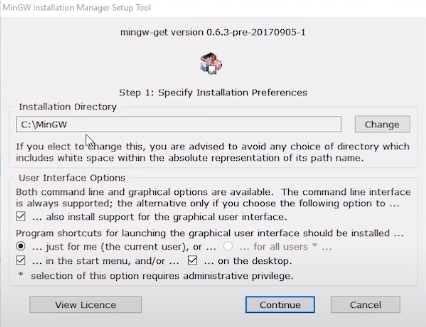 MinGW Installation Manager Setup Tool
mingw-get version 0.6.3-pre-20170905-1
Step 1: Specify Installation Preferences
Installation Directory
C:\MinGW
Change
If you elect to change this, you are advised to avoid any choice of directory which
includes white space within the absolute representation of its path name.
User Interface Options
Both command line and graphical options are available. The command line interface
is always supported; the alternative only if you choose the following option to ...
... also install support for the graphical user interface.
Program shortcuts for launching the graphical user interface should be installed ...
... just for me (the current user), or ... ... for all users * ...
... in the start menu, and/or ... ... on the desktop.
* selection of this option requires administrative privilege.
View Licence Continue Cancel